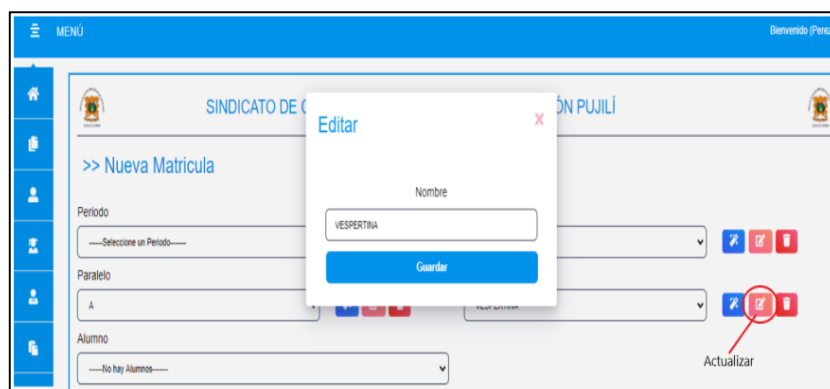 MENÚ
Bienvenido (Perez
SINDICATO DE
ÓN PUJILÍ
Editar
X
>> Nueva Matricula
Nombre
VESPERTINA
Guardar
Periodo
-----Seleccione un Periodo-----
Paralelo
A
VESPERTINA
Alumno
-----No hay Alumnos-----
Actualizar